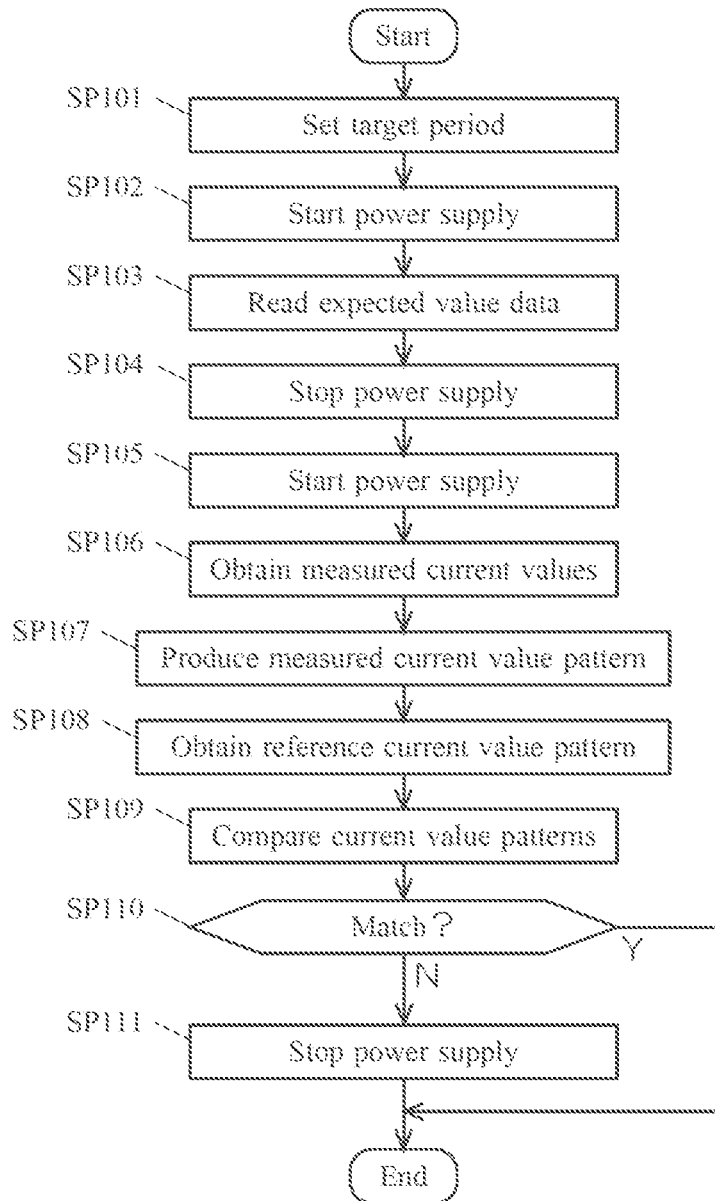 Start
SP101
Set target period
SP102
Start power supply
SP103
Read expected value data
SP104
Stop power supply
SP105
Start power supply
SP106
Obtain measured current values
SP107
Produce measured current value pattern
SP108
Obtain reference current value pattern
SP109
Compare current value patterns
SP110
Match?
Y
N
SP111
Stop power supply
End